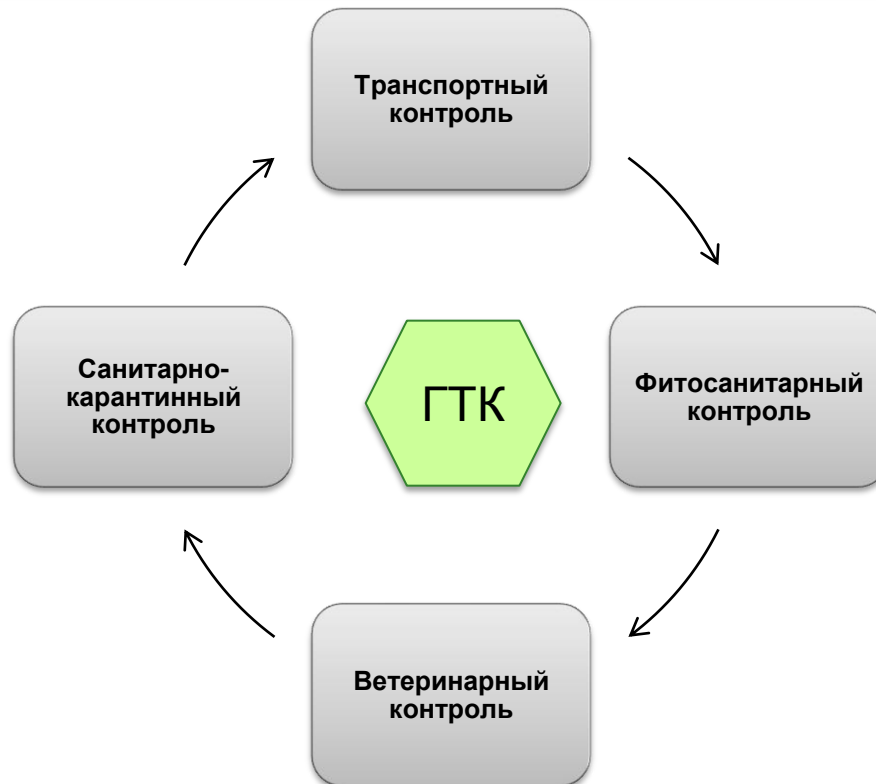 Транспортный
контроль
Санитарно-
карантинный
контроль
ГТК
Фитосанитарный
контроль
Ветеринарный
контроль